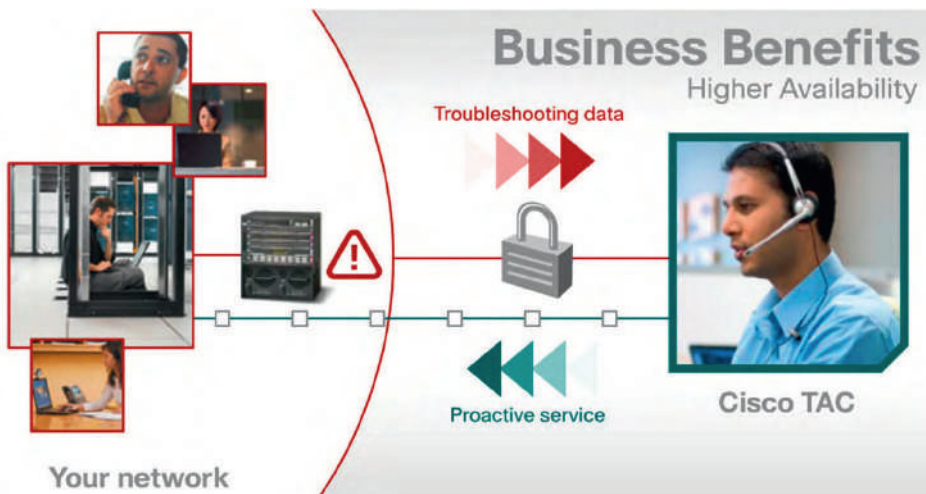 Business Benefits
Higher Availability
Troubleshooting data
Proactive service
Cisco TAC
Your network